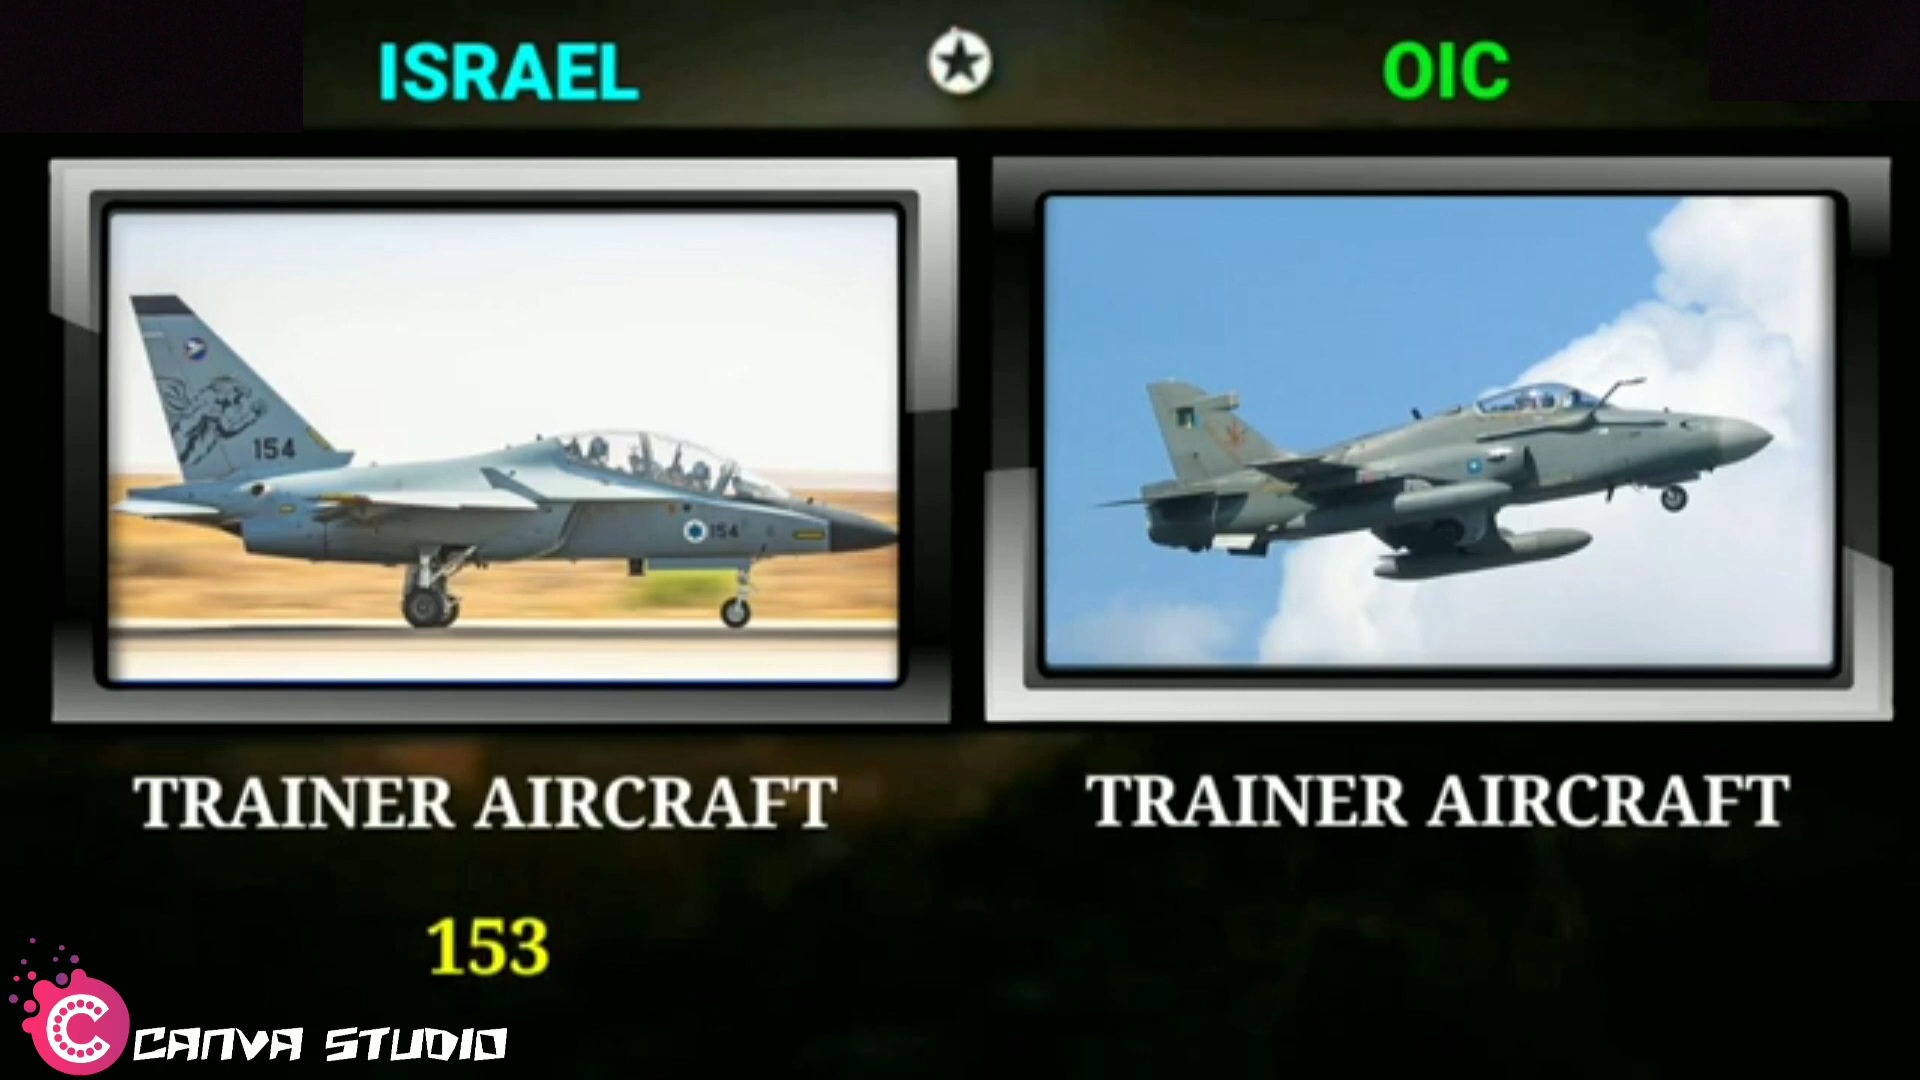 ISRAEL
OIC
154
154
TRAINER AIRCRAFT
TRAINER AIRCRAFT
153
CANVA STUDIO